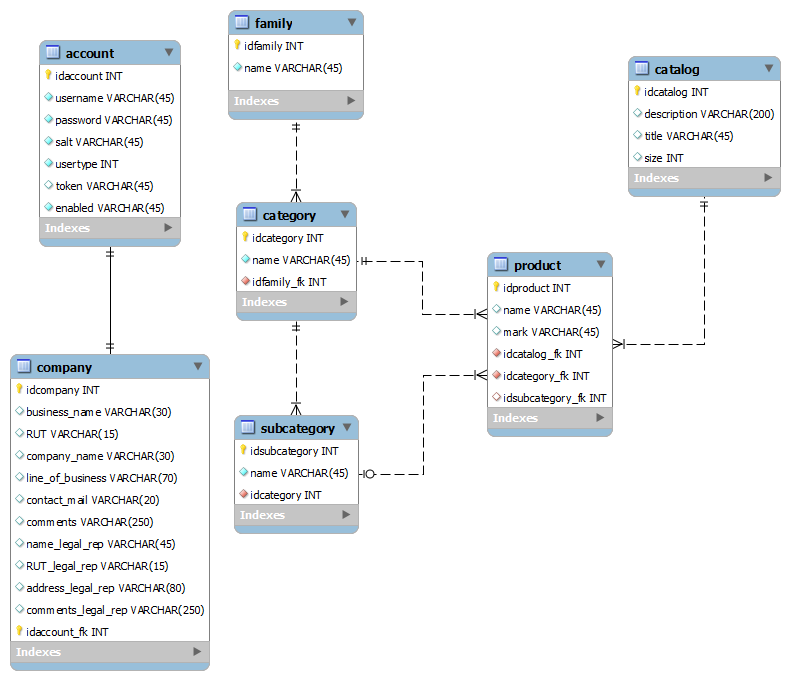 account
idaccount INT
username VARCHAR(45)
password VARCHAR(45)
salt VARCHAR(45)
usertype INT
token VARCHAR(45)
enabled VARCHAR(45)
Indexes
family
idfamily INT
name VARCHAR(45)
Indexes
catalog
idcatalog INT
description VARCHAR(200)
title VARCHAR(45)
size INT
Indexes
category
idcategory INT
name VARCHAR(45)
idfamily_fk INT
Indexes
product
idproduct INT
name VARCHAR(45)
mark VARCHAR(45)
idcatalog_fk INT
idcategory_fk INT
idsubcategory_fk INT
Indexes
company
idcompany INT
business_name VARCHAR(30)
RUT VARCHAR(15)
company_name VARCHAR(30)
line_of_business VARCHAR(70)
contact_mail VARCHAR(20)
comments VARCHAR(250)
name_legal_rep VARCHAR(45)
RUT_legal_rep VARCHAR(15)
address_legal_rep VARCHAR(80)
comments_legal_rep VARCHAR(250)
idaccount_fk INT
Indexes
subcategory
idsubcategory INT
name VARCHAR(45)
idcategory INT
Indexes